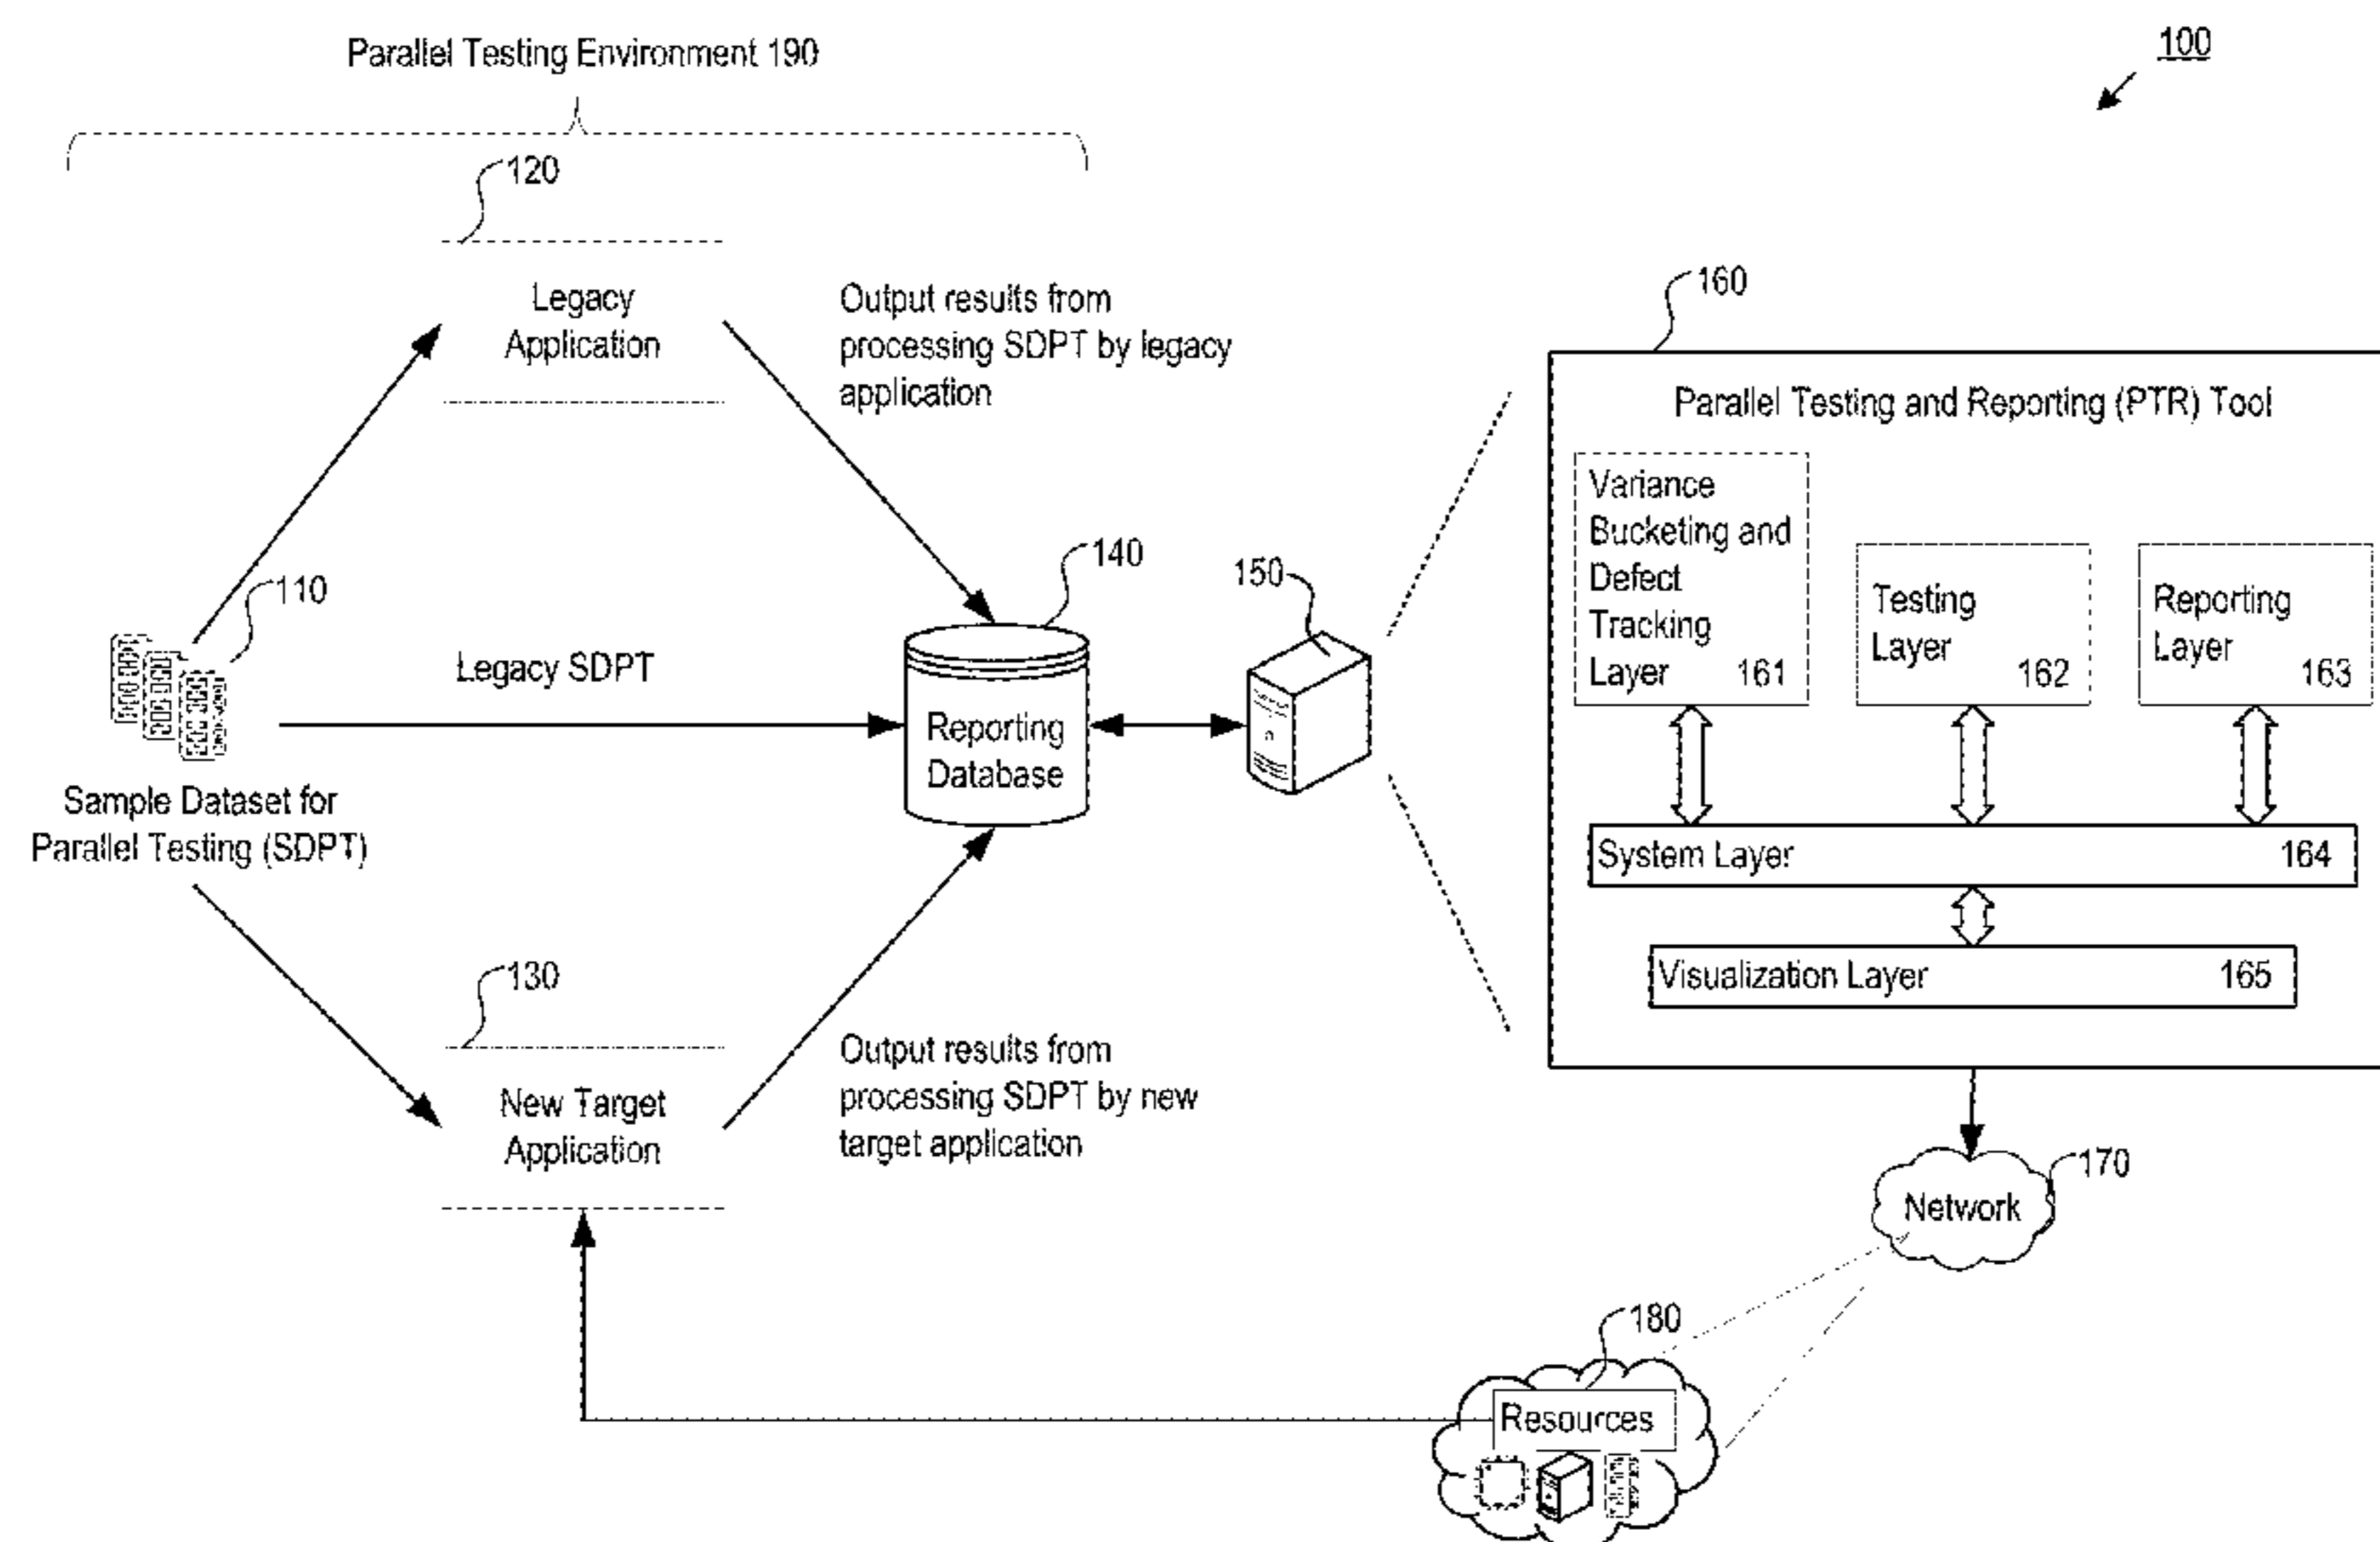 Parallel Testing Environment 190
100
120
Legacy
Application
Output results from
processing SDPT by legacy
application
160
Parallel Testing and Reporting (PTR) Tool
Variance
Bucketing and
Defect
Tracking
Layer 161
Testing
Layer 162
Reporting
Layer 163
110
Legacy SDPT
140
150
Reporting
Database
Sample Dataset for
Parallel Testing (SDPT)
System Layer 164
Visualization Layer 165
130
New Target
Application
Output results from
processing SDPT by new
target application
170
Network
180
Resources